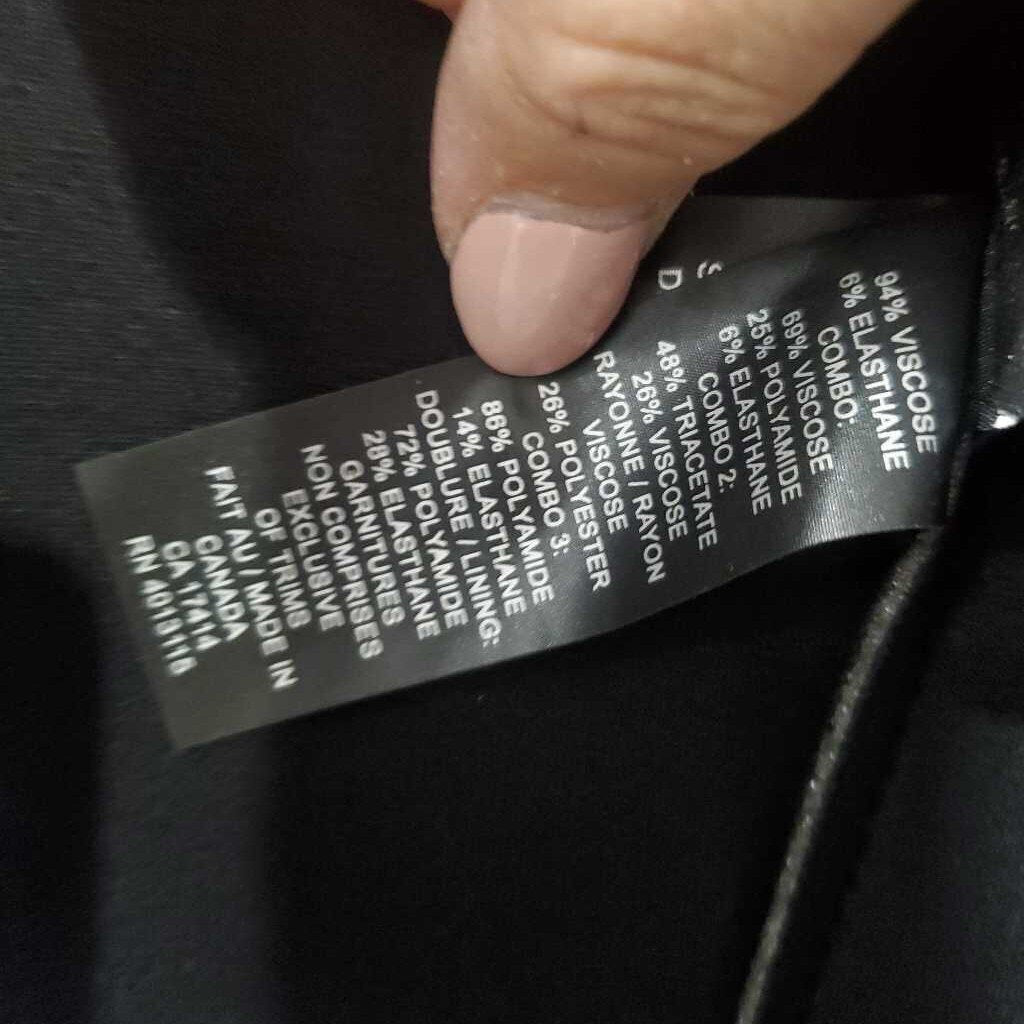 94% VISCOSE
6% ELASTHANE
COMBO:
69% VISCOSE
25% POLYAMIDE
6% ELASTHANE
COMBO 2:
48% TRIACETATE
26% VISCOSE
RAYONNE / RAYON
VISCOSE
26% POLYESTER
COMBO 3:
86% POLYAMIDE
14% ELASTHANE
DOUBLURE / LINING:
72% POLYAMIDE
28% ELASTHANE
GARNITURES
NON COMPRISES
EXCLUSIVE
OF TRIMS
FAIT AU / MADE IN
CANADA
CA 17414
RN 4013116
D